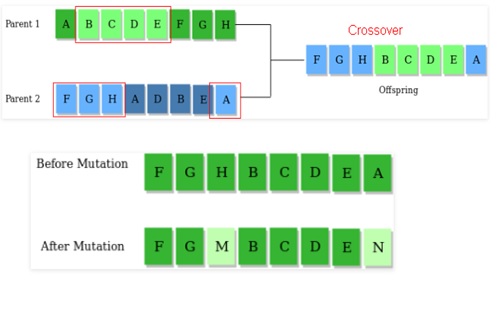 Parent 1 A B C D E F G H
Crossover
F G H B C D E A
Offspring
Parent 2 F G H A D B E A
Before Mutation F G H B C D E A
After Mutation F G M B C D E N